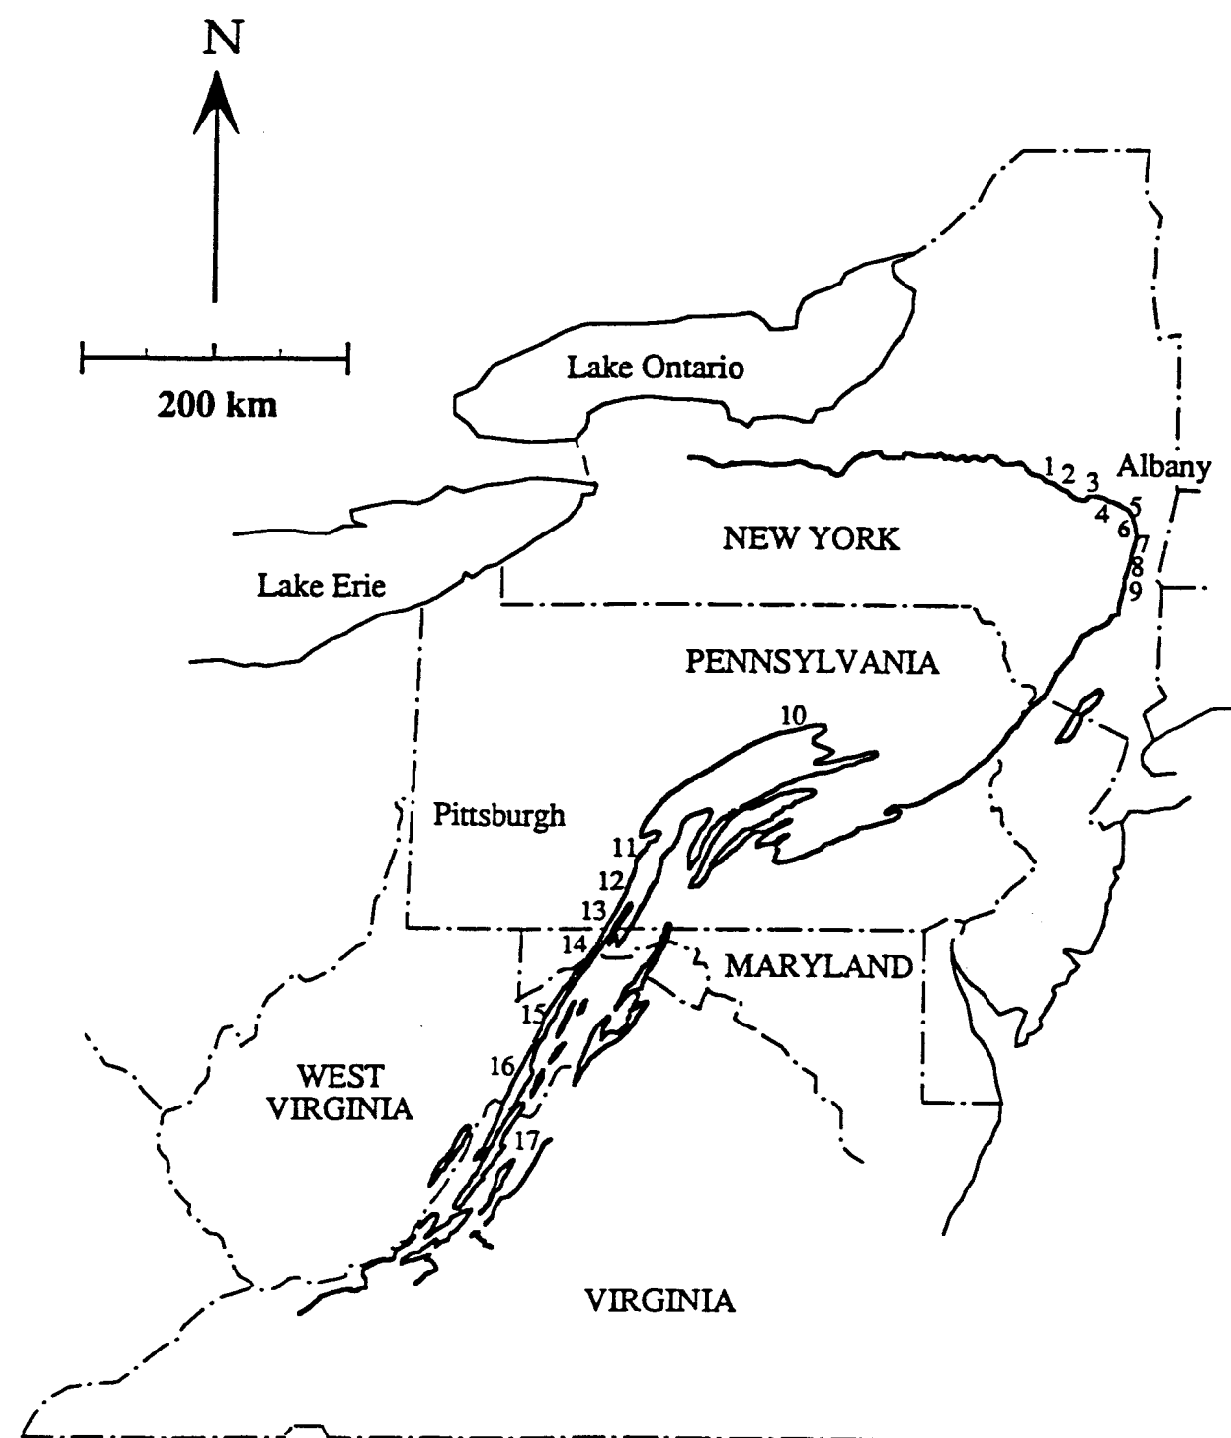 N
200 km
Lake Ontario
1
2
3
Albany
4
5
6
7
8
9
NEW YORK
Lake Erie
PENNSYLVANIA
10
Pittsburgh
11
12
13
14
MARYLAND
15
16
WEST
VIRGINIA
17
VIRGINIA